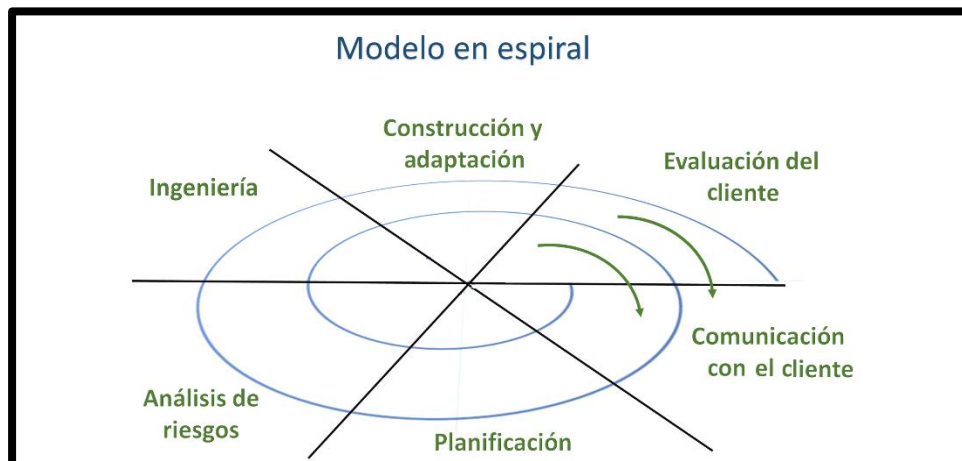 Modelo en espiral
Construcción y
adaptación
Evaluación del
cliente
Ingeniería
Comunicación
con el cliente
Análisis de
riesgos
Planificación